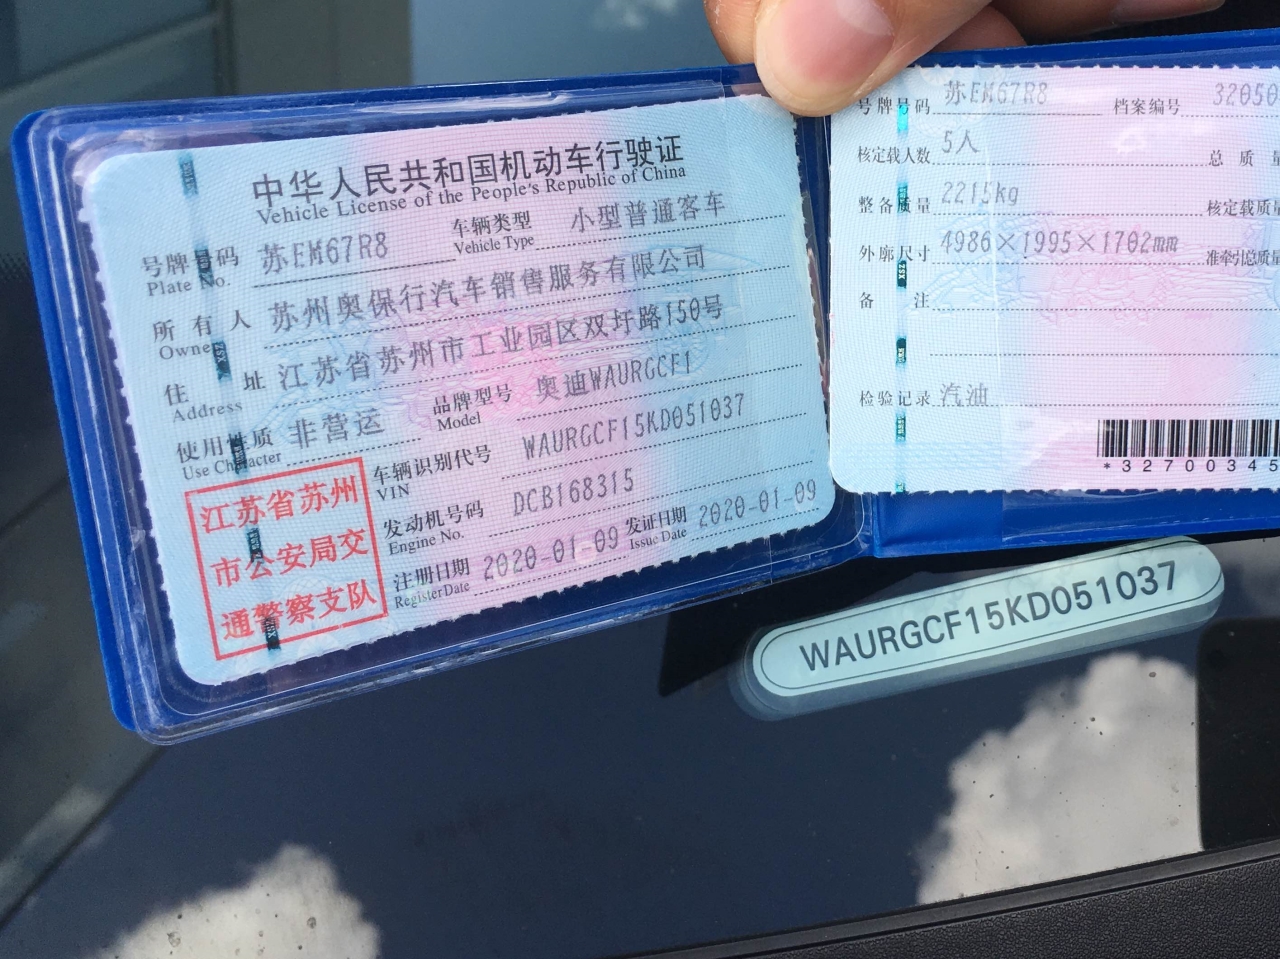 中华人民共和国机动车行驶证
Vehicle License of the People's Republic of China
号牌号码 苏EM67R8 车辆类型 小型普通客车
Plate No. Vehicle Type
所有人 苏州奥保行汽车销售服务有限公司
Owner
住址 江苏省苏州市工业园区双圩路150号
Address
使用性质 非营运 品牌型号 奥迪WAURGCF1
Use Character Model
车辆识别代号 WAURGCF15KD051037
VIN
发动机号码 DCB168315
Engine No.
注册日期 2020-01-09 发证日期 2020-01-09
Register Date Issue Date
江苏省苏州
市公安局交
通警察支队
号牌号码 苏EM67R8 档案编号 32050
核定载人数 5人 总质量
整备质量 2215kg 核定载质量
外廓尺寸 4986×1995×1702mm 准牵引总质量
备注
检验记录 汽油
*32700345
WAURGCF15KD051037